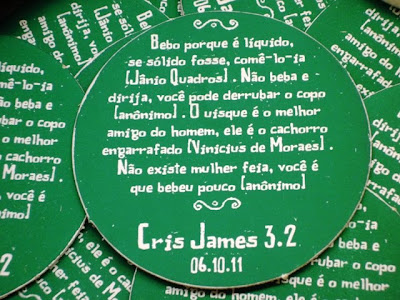 Bebo porque é líquido,
se sólido fosse, comê-lo-ia
[Jânio Quadros]. Não beba e
dirija, você pode derrubar o copo
[anônimo]. O uísque é o melhor
amigo do homem, ele é o cachorro
engarrafado [Vinicius de Moraes].
Não existe mulher feia, você é
que bebeu pouco [anônimo]
Cris James 3.2
06.10.11